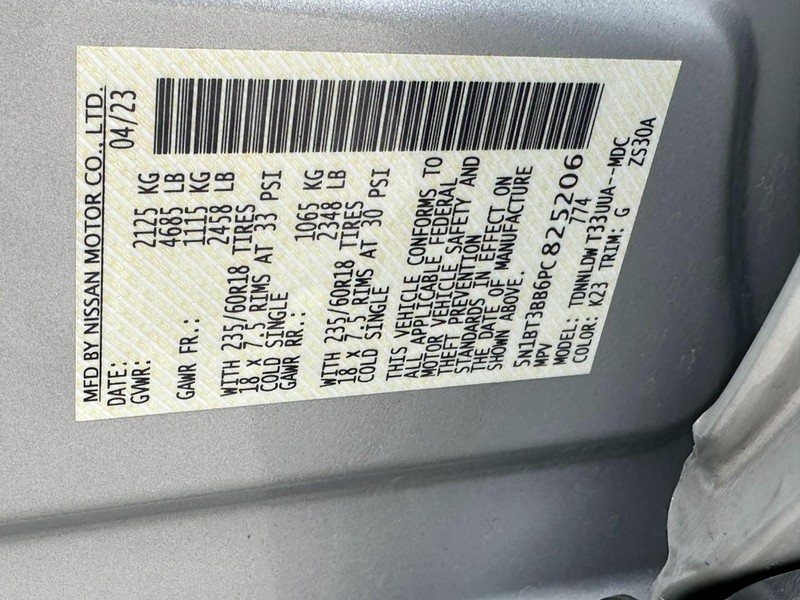 MFD BY NISSAN MOTOR CO., LTD.
DATE: 04/23
GVWR: 2125 KG
4685 LB
GAWR FR.: 1115 KG
2458 LB
WITH 235/60R18 TIRES
18 X 7.5 RIMS AT 33 PSI
COLD SINGLE
GAWR RR.: 1065 KG
2348 LB
WITH 235/60R18 TIRES
18 X 7.5 RIMS AT 30 PSI
COLD SINGLE
THIS VEHICLE CONFORMS TO
ALL APPLICABLE FEDERAL
MOTOR VEHICLE SAFETY AND
THEFT PREVENTION
STANDARDS IN EFFECT ON
THE DATE OF MANUFACTURE
SHOWN ABOVE.
5N1BT3BB6PC825206
MPV 774
MODEL: TDNNLDWT33UUA--MDC
COLOR: K23 TRIM: G ZS30A